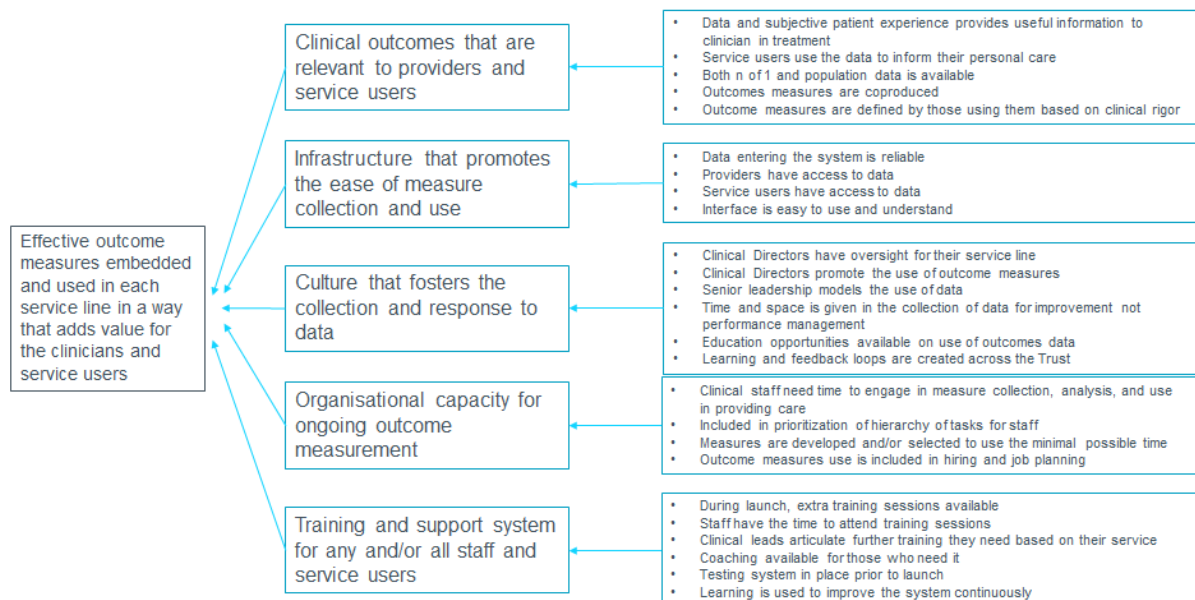 Effective outcome
measures embedded
and used in each
service line in a way
that adds value for
the clinicians and
service users
Clinical outcomes that are
relevant to providers and
service users
• Data and subjective patient experience provides useful information to
clinician in treatment
• Service users use the data to inform their personal care
• Both n of 1 and population data is available
• Outcomes measures are coproduced
• Outcome measures are defined by those using them based on clinical rigor
Infrastructure that promotes
the ease of measure
collection and use
• Data entering the system is reliable
• Providers have access to data
• Service users have access to data
• Interface is easy to use and understand
Culture that fosters the
collection and response to
data
• Clinical Directors have oversight for their service line
• Clinical Directors promote the use of outcome measures
• Senior leadership models the use of data
• Time and space is given in the collection of data for improvement not
performance management
• Education opportunities available on use of outcomes data
• Learning and feedback loops are created across the Trust
Organisational capacity for
ongoing outcome
measurement
• Clinical staff need time to engage in measure collection, analysis, and use
in providing care
• Included in prioritization of hierarchy of tasks for staff
• Measures are developed and/or selected to use the minimal possible time
• Outcome measures use is included in hiring and job planning
Training and support system
for any and/or all staff and
service users
• During launch, extra training sessions available
• Staff have the time to attend training sessions
• Clinical leads articulate further training they need based on their service
• Coaching available for those who need it
• Testing system in place prior to launch
• Learning is used to improve the system continuously